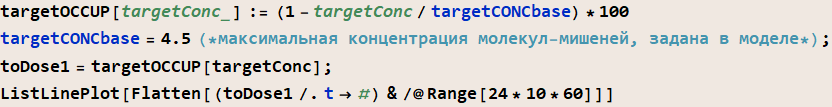 targetOCCUP[targetConc_] := (1 - targetConc / targetCONCbase) * 100
targetCONCbase = 4.5 (*максимальная концентрация молекул-мишеней, задана в моделе*);
toDose1 = targetOCCUP[targetConc];
ListLinePlot[Flatten[(toDose1 /. t → #) & /@ Range[24 * 10 * 60]]]